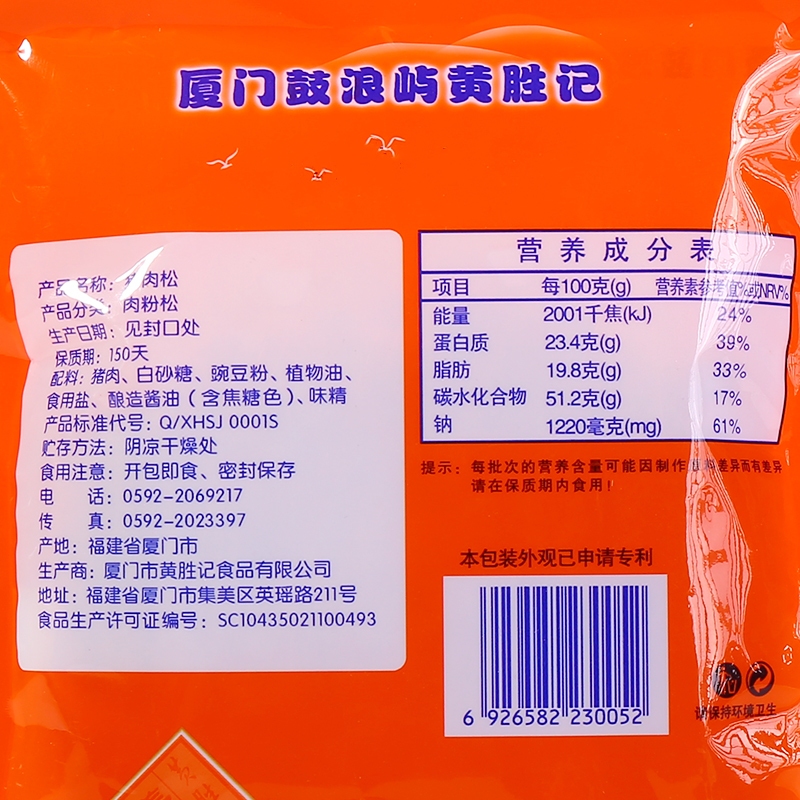 厦门鼓浪屿黄胜记
产品名称：猪肉松
产品分类：肉粉松
生产日期：见封口处
保质期：150天
配料：猪肉、白砂糖、豌豆粉、植物油、
食用盐、酿造酱油（含焦糖色）、味精
产品标准代号：Q/XHSJ 0001S
贮存方法：阴凉干燥处
食用注意：开包即食、密封保存
电 话：0592-2069217
传 真：0592-2023397
产地：福建省厦门市
生产商：厦门市黄胜记食品有限公司
地址：福建省厦门市集美区英瑶路211号
食品生产许可证编号：SC10435021100493
营养成分表
项目 每100克(g) 营养素参考值%或NRV%
能量 2001千焦(kJ) 24%
蛋白质 23.4克(g) 39%
脂肪 19.8克(g) 33%
碳水化合物 51.2克(g) 17%
钠 1220毫克(mg) 61%
提示：每批次的营养含量可能因制作 差异而有差异
请在保质期内食用！
本包装外观已申请专利
6 926582 230052
请保持环境卫生